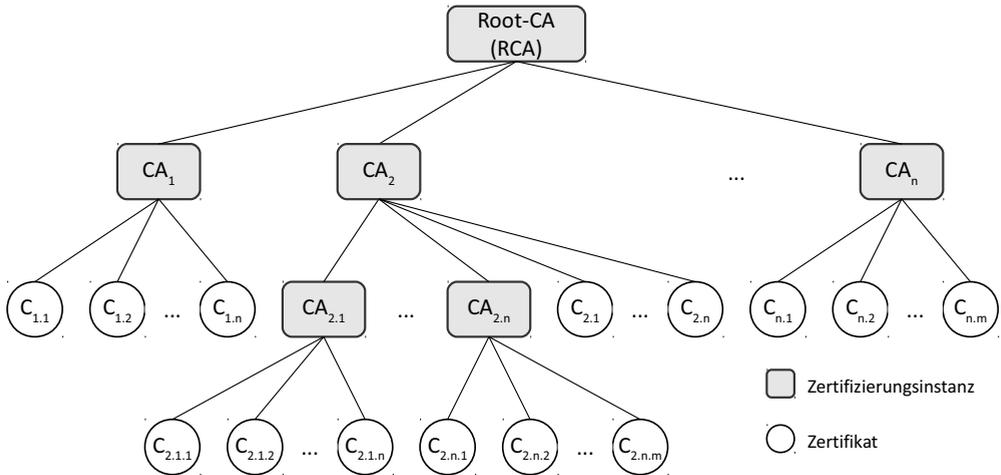 Root-CA
(RCA)
CA1 CA2 ... CAn
C1.1 C1.2 ... C1.n CA2.1 ... CA2.n C2.1 ... C2.n Cn.1 Cn.2 ... Cn.m
Zertifizierungsinstanz
C2.1.1 C2.1.2 ... C2.1.n C2.n.1 C2.n.2 ... C2.n.m
Zertifikat